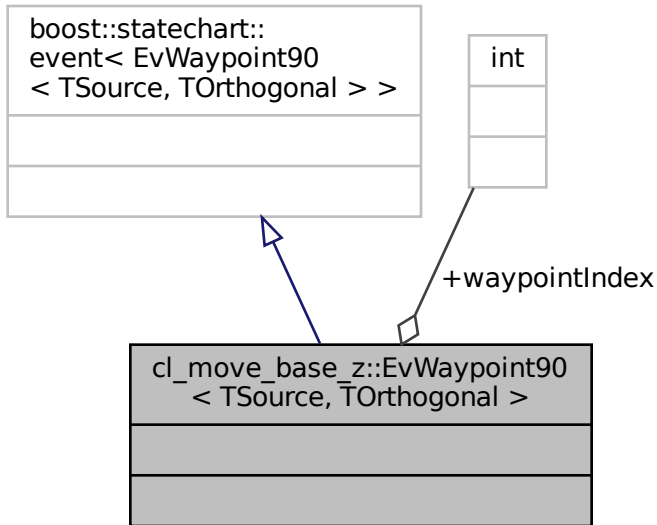 boost::statechart::
event< EvWaypoint90
< TSource, TOrthogonal > >
int
+waypointIndex
cl_move_base_z::EvWaypoint90
< TSource, TOrthogonal >